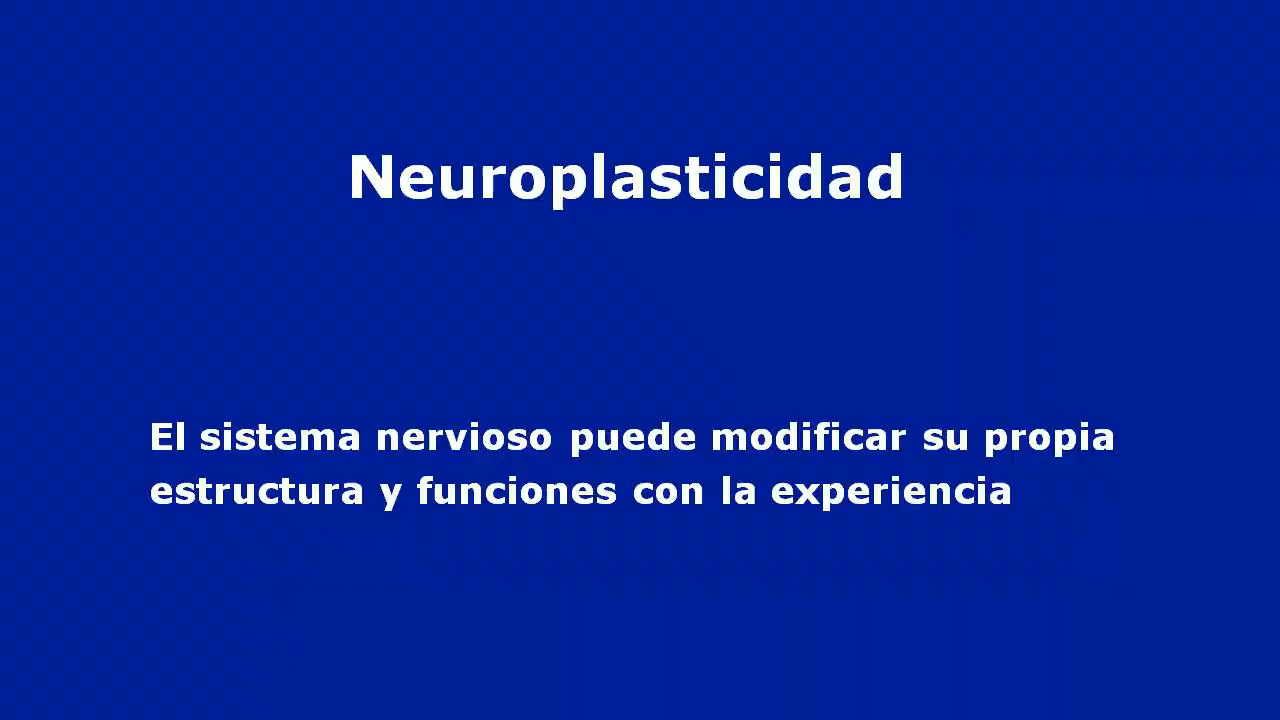 Neuroplasticidad
El sistema nervioso puede modificar su propia
estructura y funciones con la experiencia